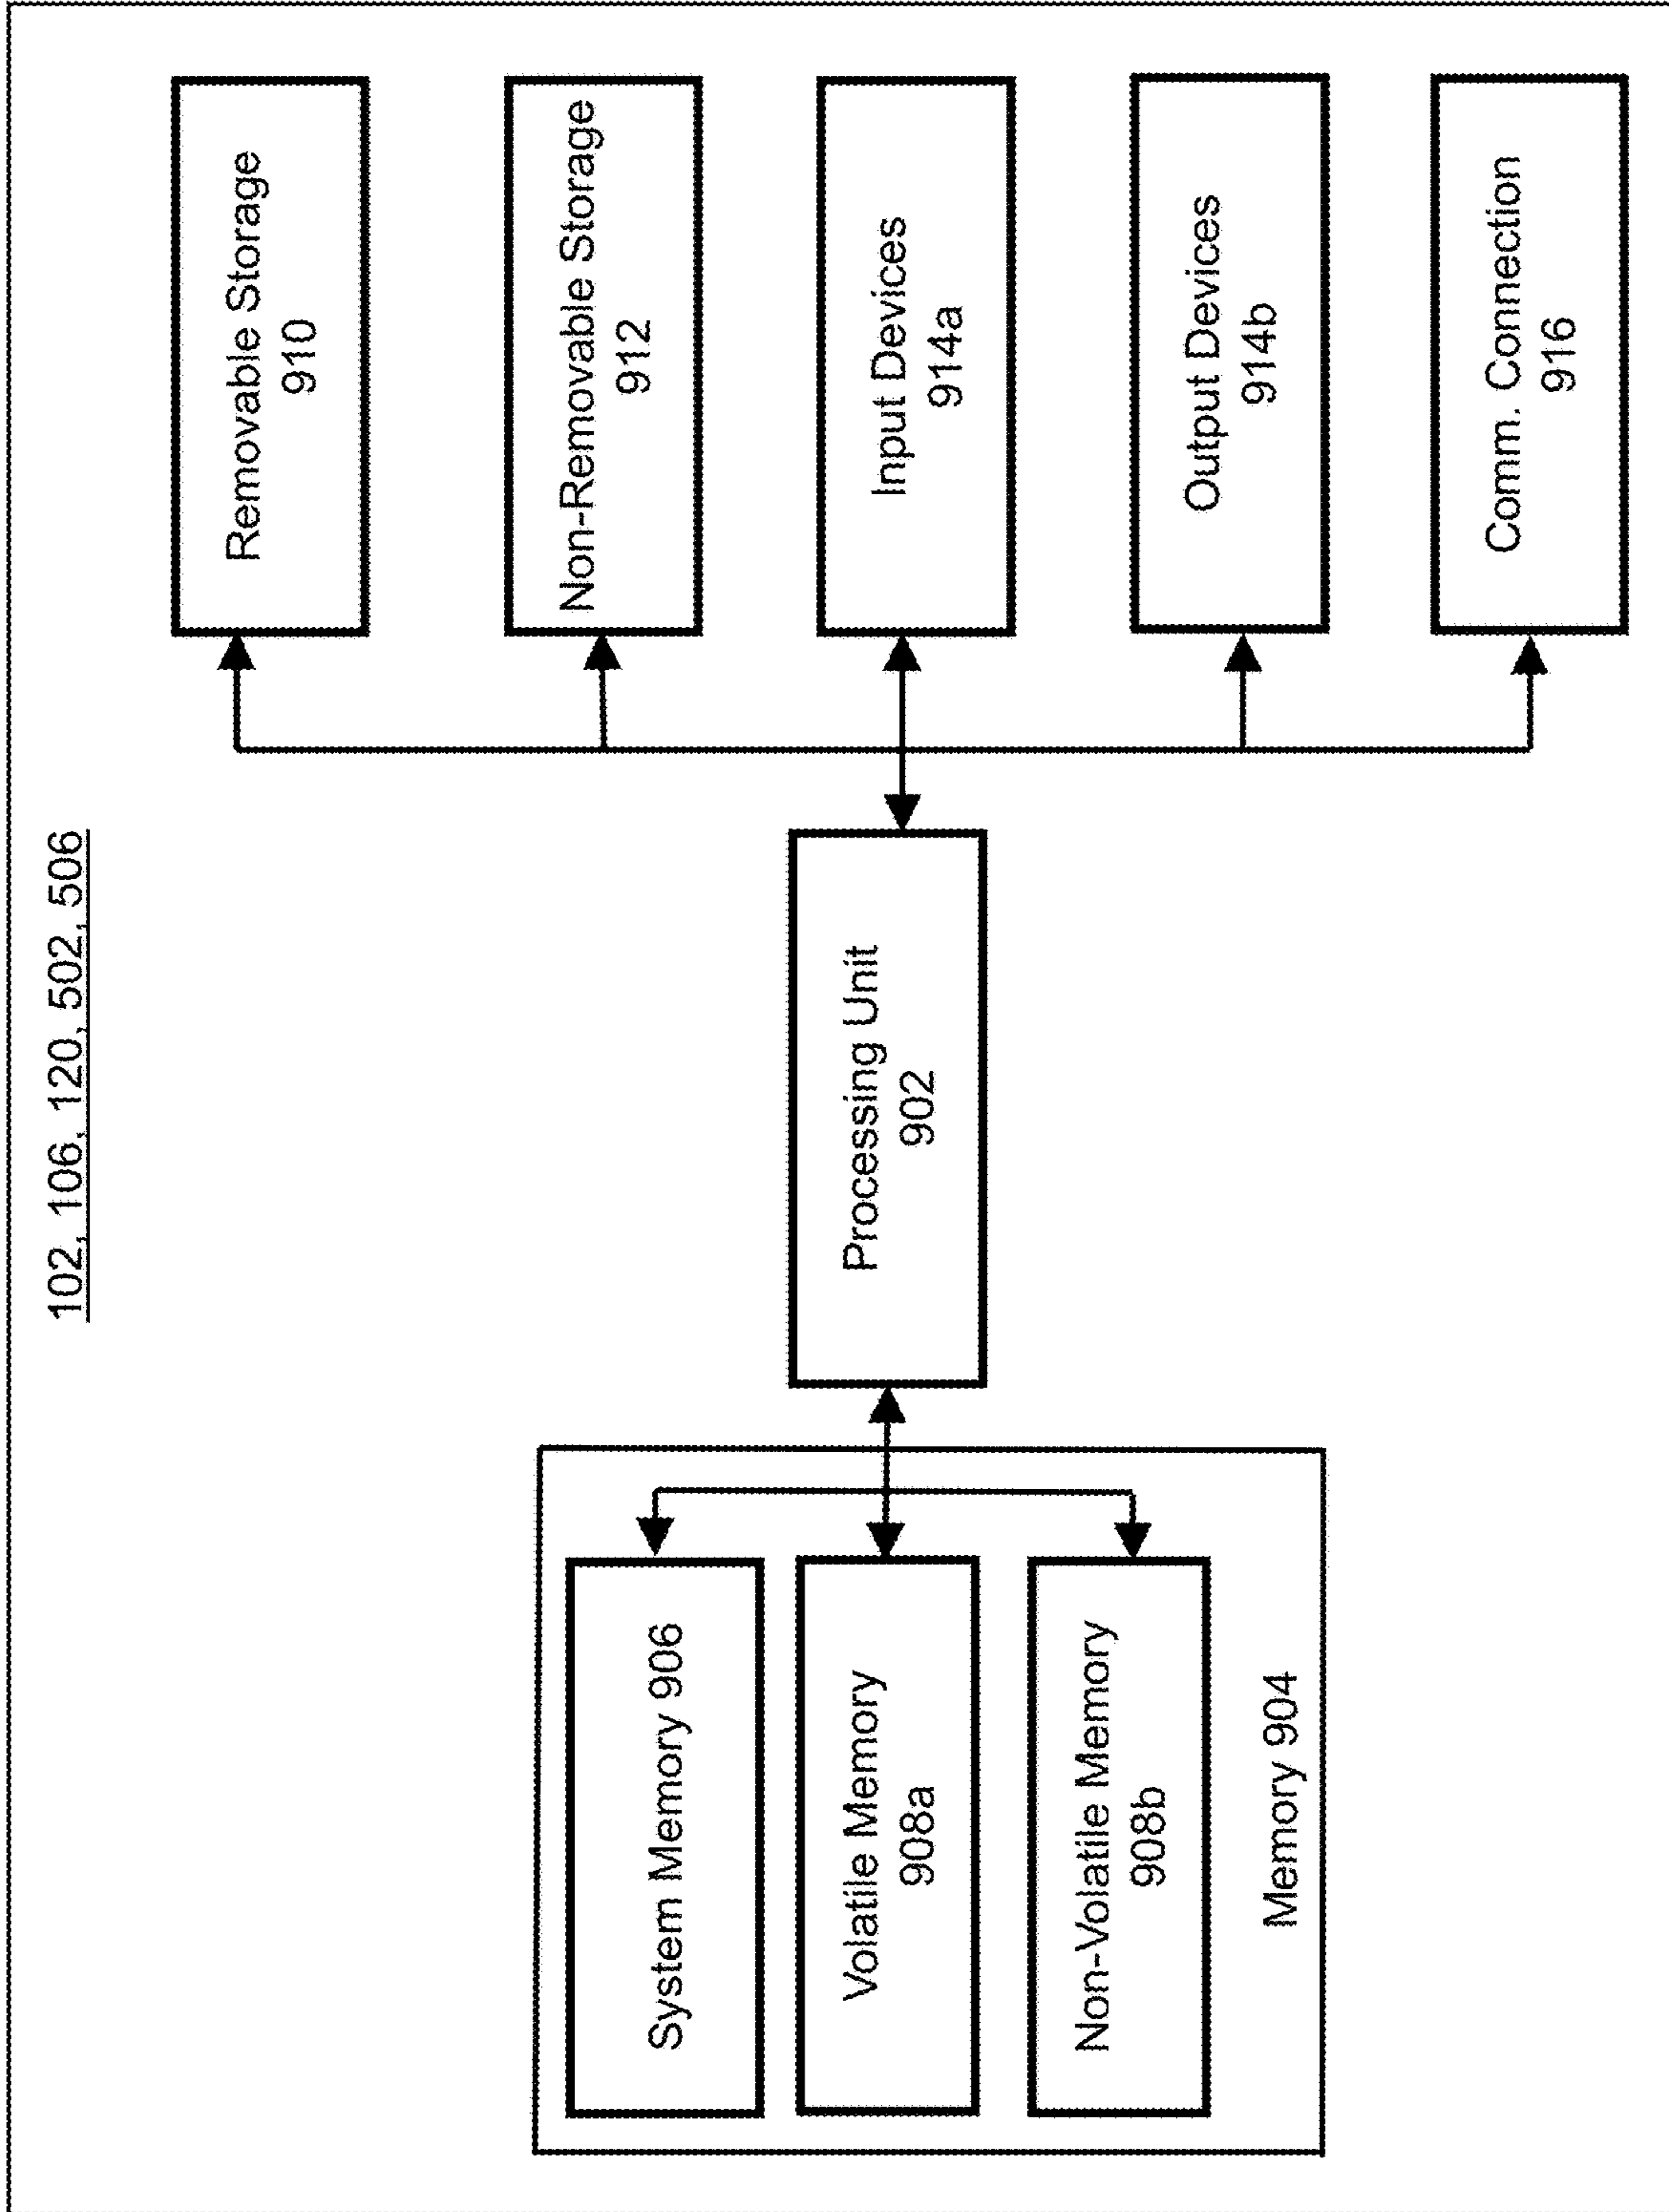 102, 106, 120, 502, 506
System Memory 906
Volatile Memory
908a
Non-Volatile Memory
908b
Memory 904
Processing Unit
902
Removable Storage
910
Non-Removable Storage
912
Input Devices
914a
Output Devices
914b
Comm. Connection
916